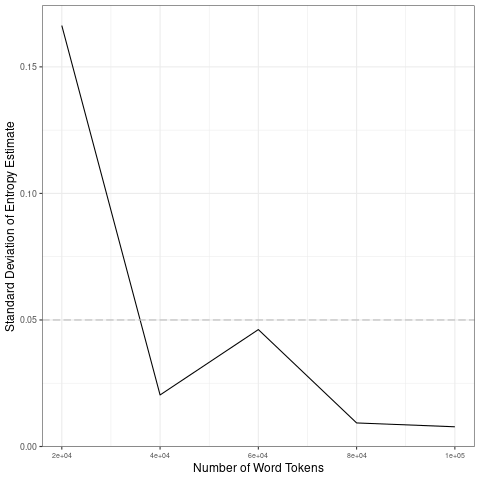 Standard Deviation of Entropy Estimate
0.15
0.10
0.05
0.00
2e+04 4e+04 6e+04 8e+04 1e+05
Number of Word Tokens